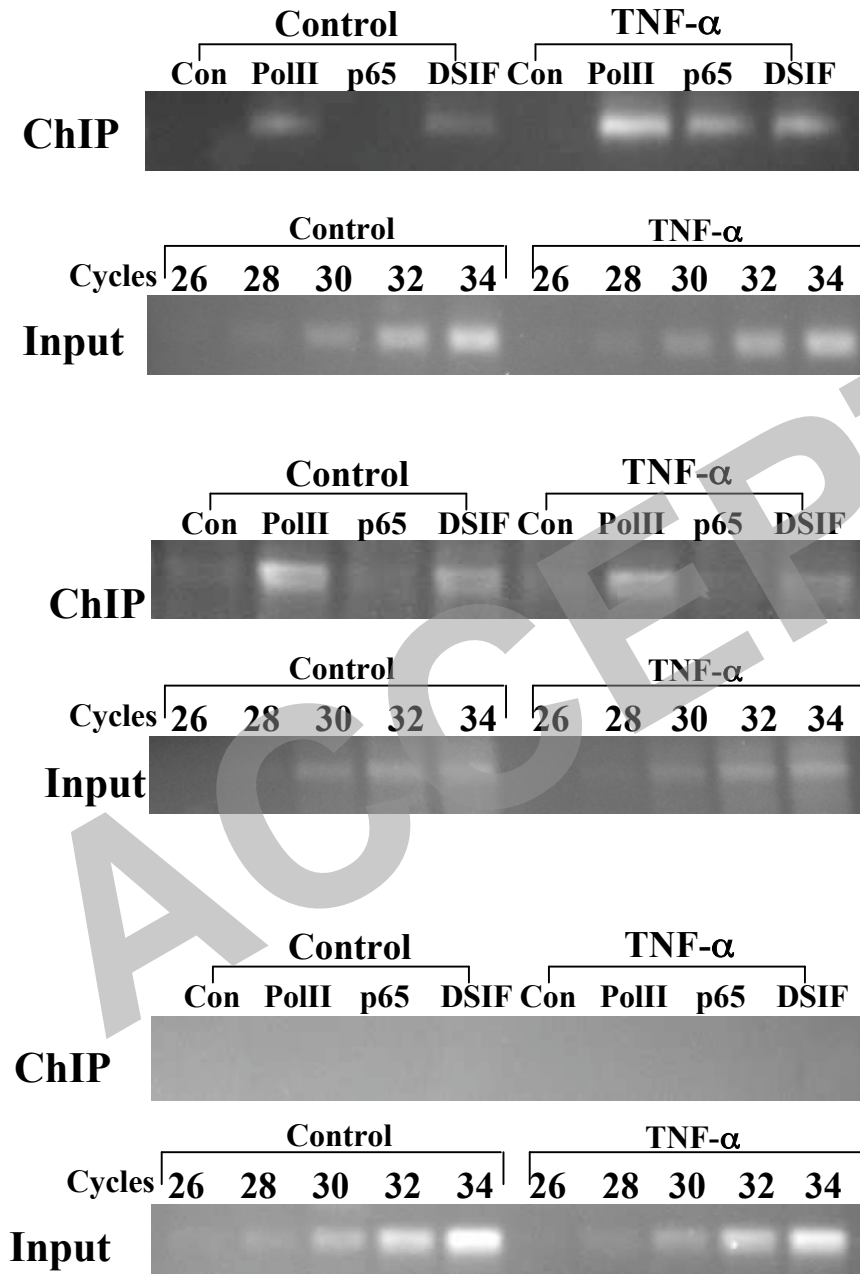 Control TNF-α
Con PolII p65 DSIF Con PolII p65 DSIF
ChIP
Control TNF-α
Cycles 26 28 30 32 34 26 28 30 32 34
Input
Control TNF-α
Con PolII p65 DSIF Con PolII p65 DSIF
ChIP
Control TNF-α
Cycles 26 28 30 32 34 26 28 30 32 34
Input
Control TNF-α
Con PolII p65 DSIF Con PolII p65 DSIF
ChIP
Control TNF-α
Cycles 26 28 30 32 34 26 28 30 32 34
Input